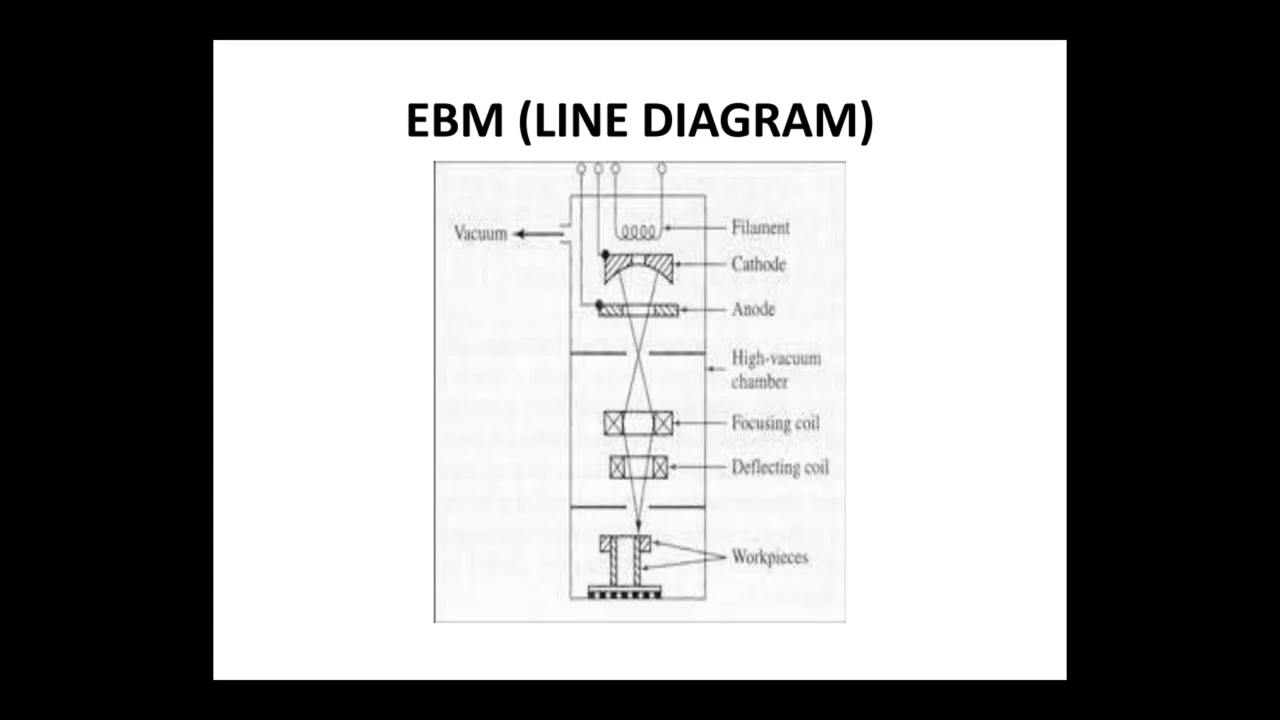 EBM (LINE DIAGRAM)
Vacuum
Filament
Cathode
Anode
High-vacuum
chamber
Focusing coil
Deflecting coil
Workpieces